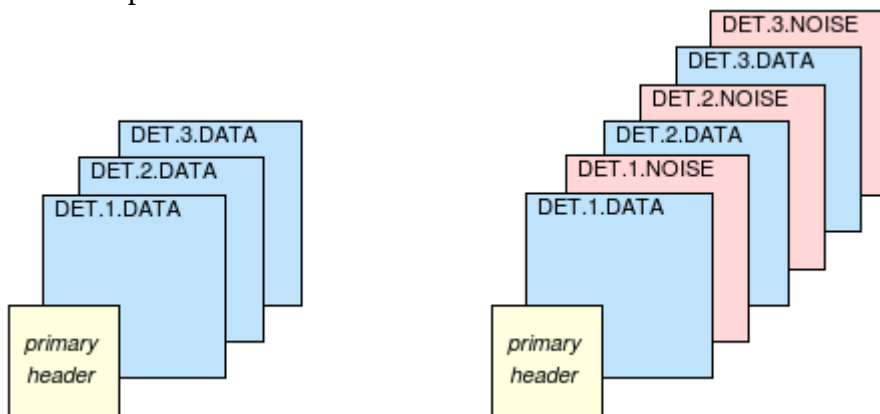 DET.3.DATA
DET.2.DATA
DET.1.DATA
primary
header
DET.3.NOISE
DET.3.DATA
DET.2.NOISE
DET.2.DATA
DET.1.NOISE
DET.1.DATA
primary
header